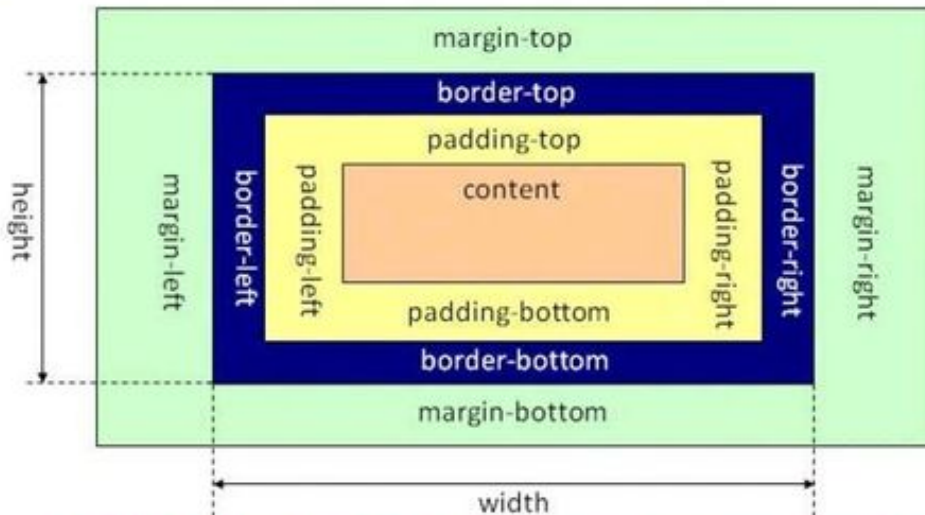 margin-top
border-top
padding-top
content
height
margin-left
border-left
padding-left
padding-right
border-right
margin-right
padding-bottom
border-bottom
margin-bottom
width